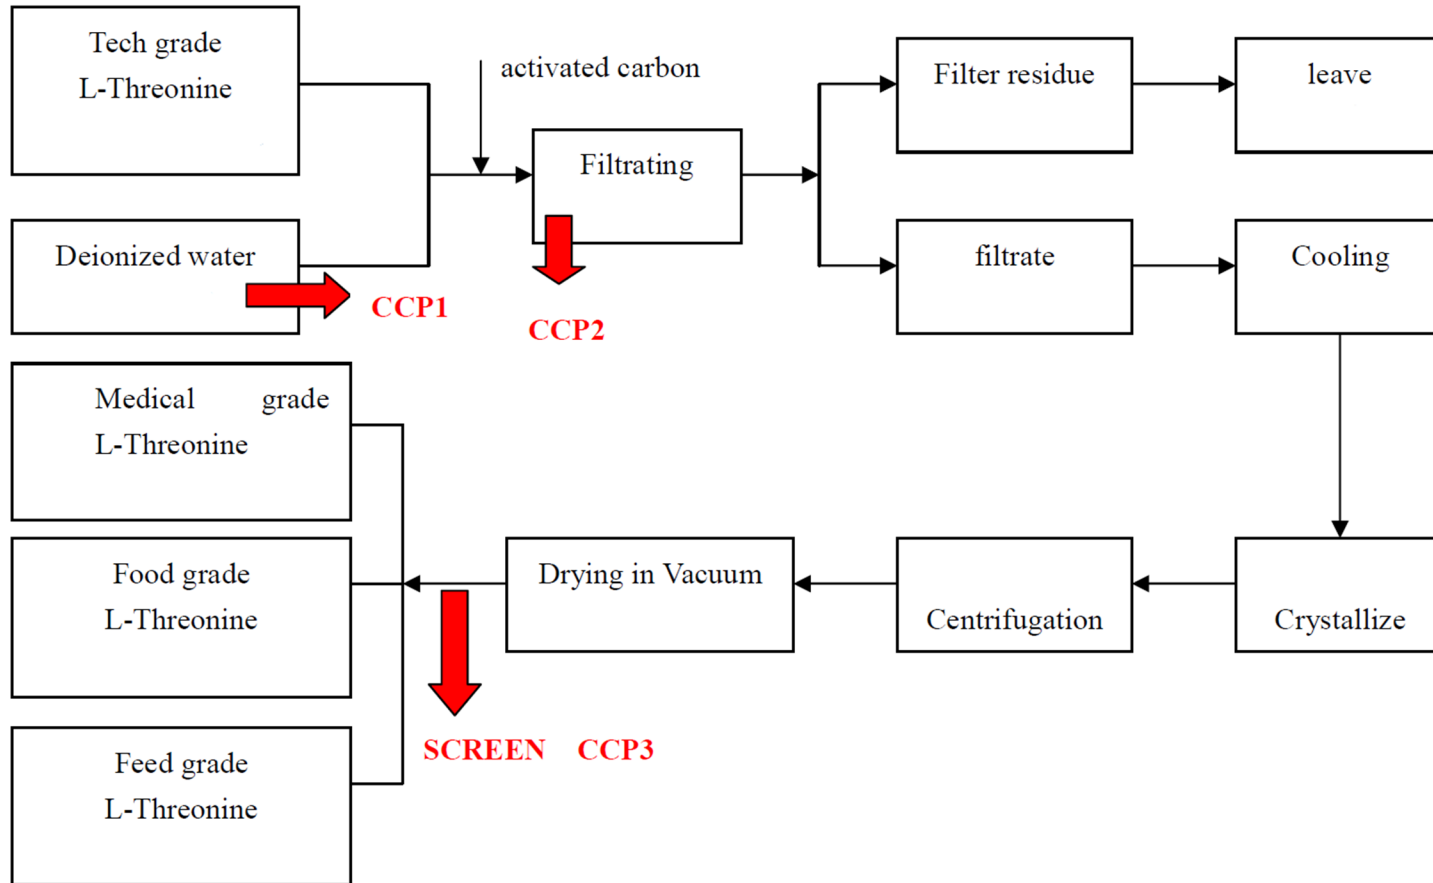 Tech grade
L-Threonine
activated carbon
Filtrating
Filter residue
leave
Deionized water
CCP1
CCP2
filtrate
Cooling
Medical grade
L-Threonine
Food grade
L-Threonine
Drying in Vacuum
Centrifugation
Crystallize
SCREEN CCP3
Feed grade
L-Threonine